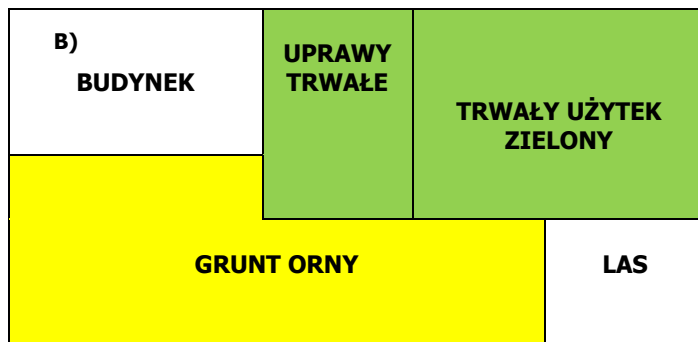 B)
BUDYNEK
UPRAWY
TRWAŁE
TRWAŁY UŻYTEK
ZIELONY
GRUNT ORNY
LAS